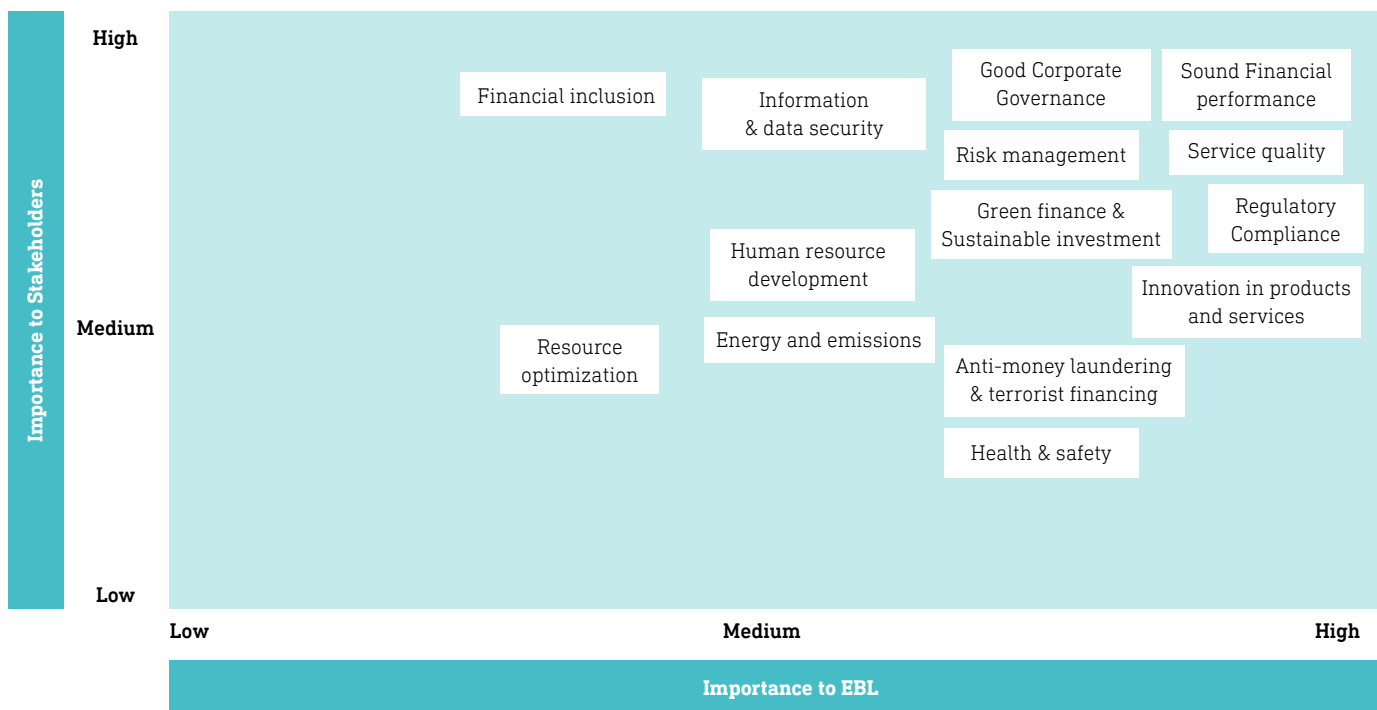 Importance to Stakeholders
High
Medium
Low
Financial inclusion
Information
& data security
Good Corporate
Governance
Sound Financial
performance
Risk management
Service quality
Green finance &
Sustainable investment
Regulatory
Compliance
Human resource
development
Innovation in products
and services
Resource
optimization
Energy and emissions
Anti-money laundering
& terrorist financing
Health & safety
Low
Medium
High
Importance to EBL